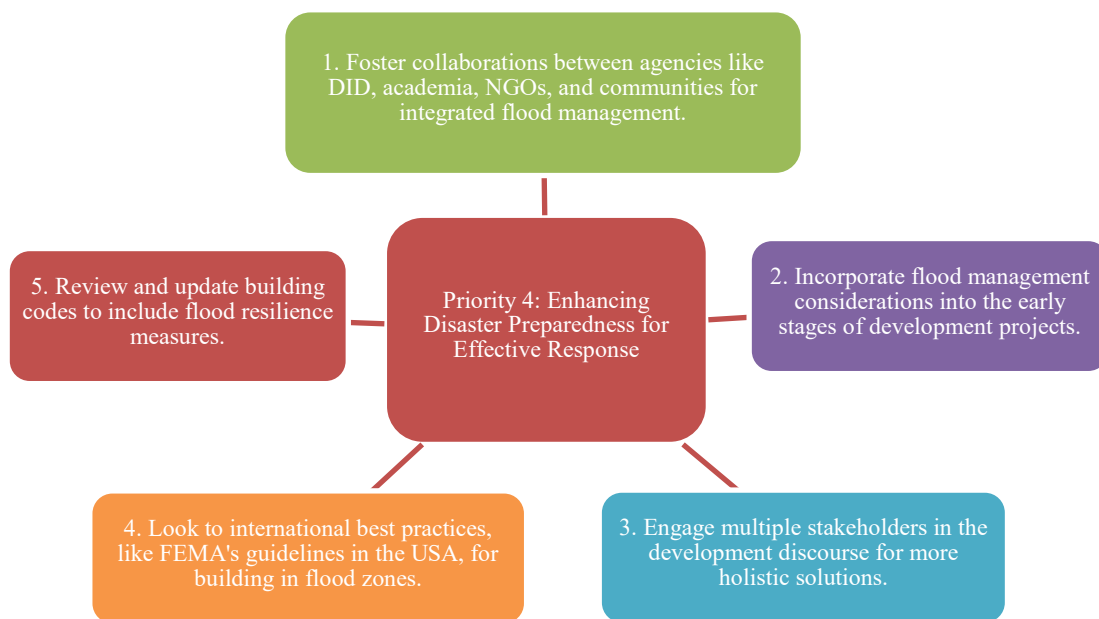 1. Foster collaborations between agencies like
DID, academia, NGOs, and communities for
integrated flood management.
Priority 4: Enhancing
Disaster Preparedness for
Effective Response
2. Incorporate flood management
considerations into the early
stages of development projects.
3. Engage multiple stakeholders in the
development discourse for more
holistic solutions.
4. Look to international best practices,
like FEMA's guidelines in the USA, for
building in flood zones.
5. Review and update building
codes to include flood resilience
measures.